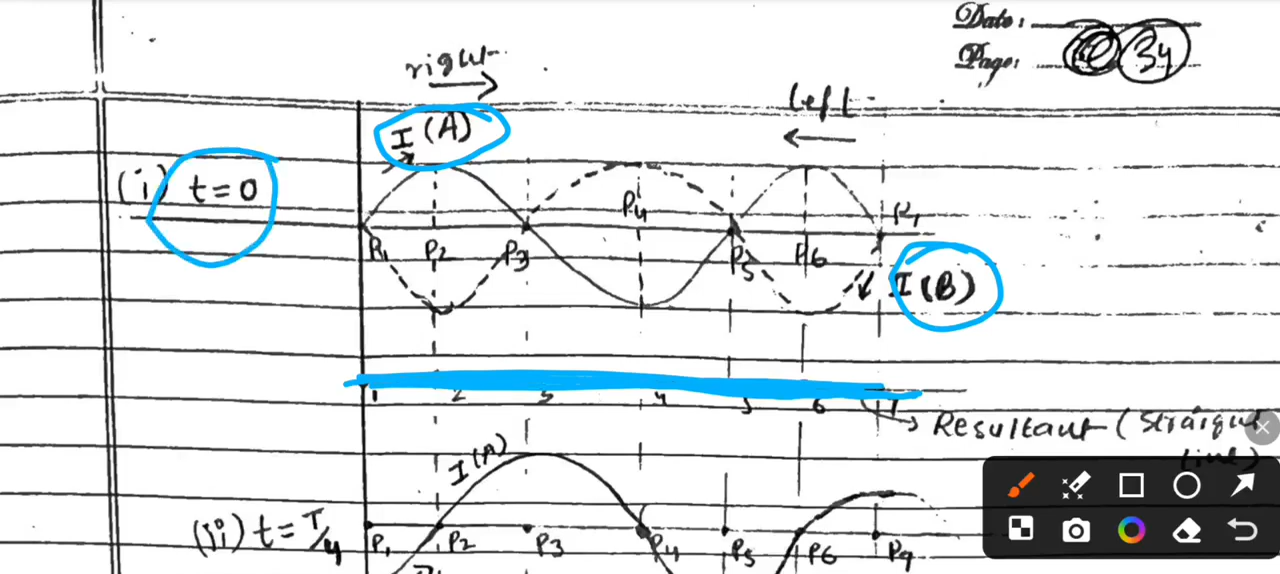 Date:
Page: 34
right
I (A)
left
(i) t=0
P1 P2 P3 P4 P5 P6 P7
I (B)
1 2 3 4 5 6 7
Resultant (Straight
line)
I(A)
(ii) t=T/4 P1 P2 P3 P4 P5 P6 P9